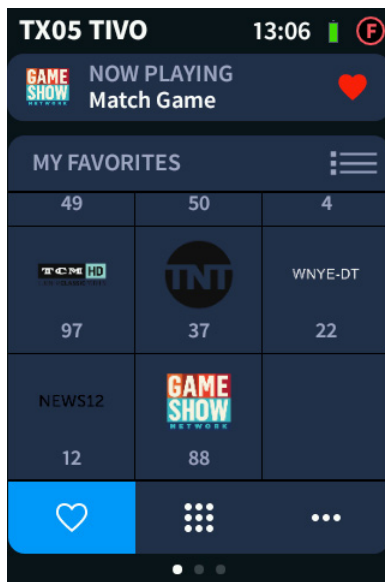 TX05 TIVO 13:06 F
GAME SHOW NETWORK
NOW PLAYING
Match Game
MY FAVORITES
49 50 4
TCM HD TNT WNYE-DT
97 37 22
NEWS12 GAME SHOW NETWORK
12 88